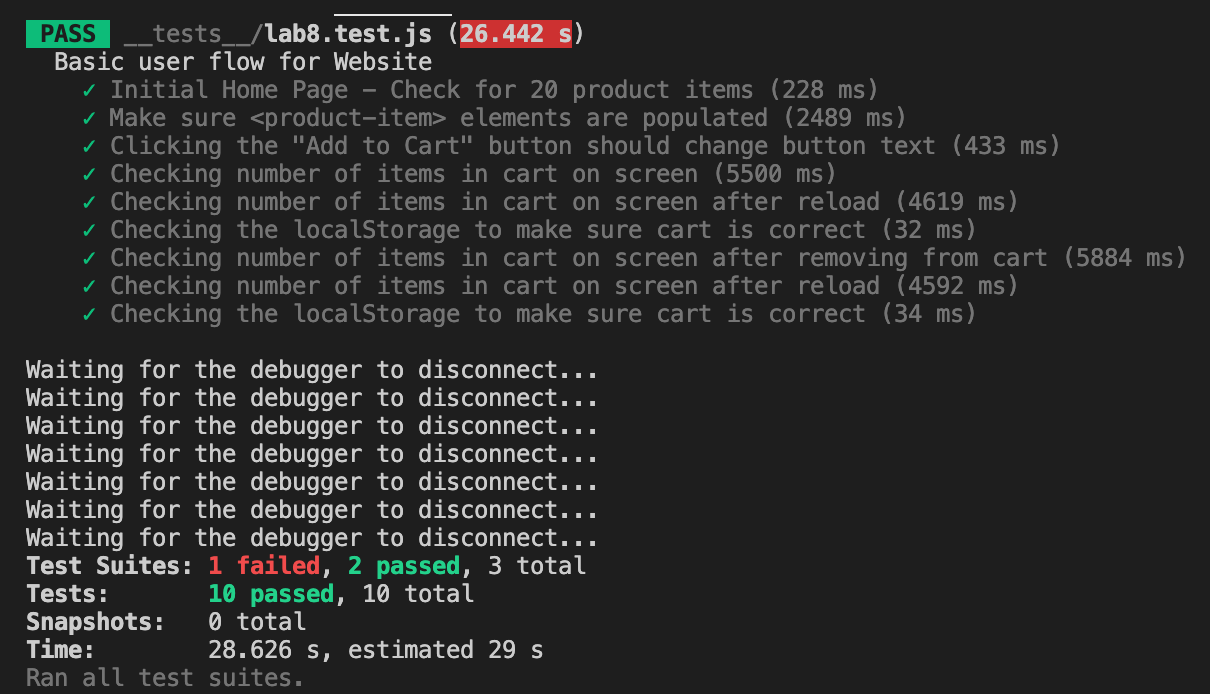 PASS __tests__/lab8.test.js (26.442 s)
Basic user flow for Website
✓ Initial Home Page – Check for 20 product items (228 ms)
✓ Make sure <product-item> elements are populated (2489 ms)
✓ Clicking the "Add to Cart" button should change button text (433 ms)
✓ Checking number of items in cart on screen (5500 ms)
✓ Checking number of items in cart on screen after reload (4619 ms)
✓ Checking the localStorage to make sure cart is correct (32 ms)
✓ Checking number of items in cart on screen after removing from cart (5884 ms)
✓ Checking number of items in cart on screen after reload (4592 ms)
✓ Checking the localStorage to make sure cart is correct (34 ms)
Waiting for the debugger to disconnect...
Waiting for the debugger to disconnect...
Waiting for the debugger to disconnect...
Waiting for the debugger to disconnect...
Waiting for the debugger to disconnect...
Waiting for the debugger to disconnect...
Waiting for the debugger to disconnect...
Test Suites: 1 failed, 2 passed, 3 total
Tests: 10 passed, 10 total
Snapshots: 0 total
Time: 28.626 s, estimated 29 s
Ran all test suites.